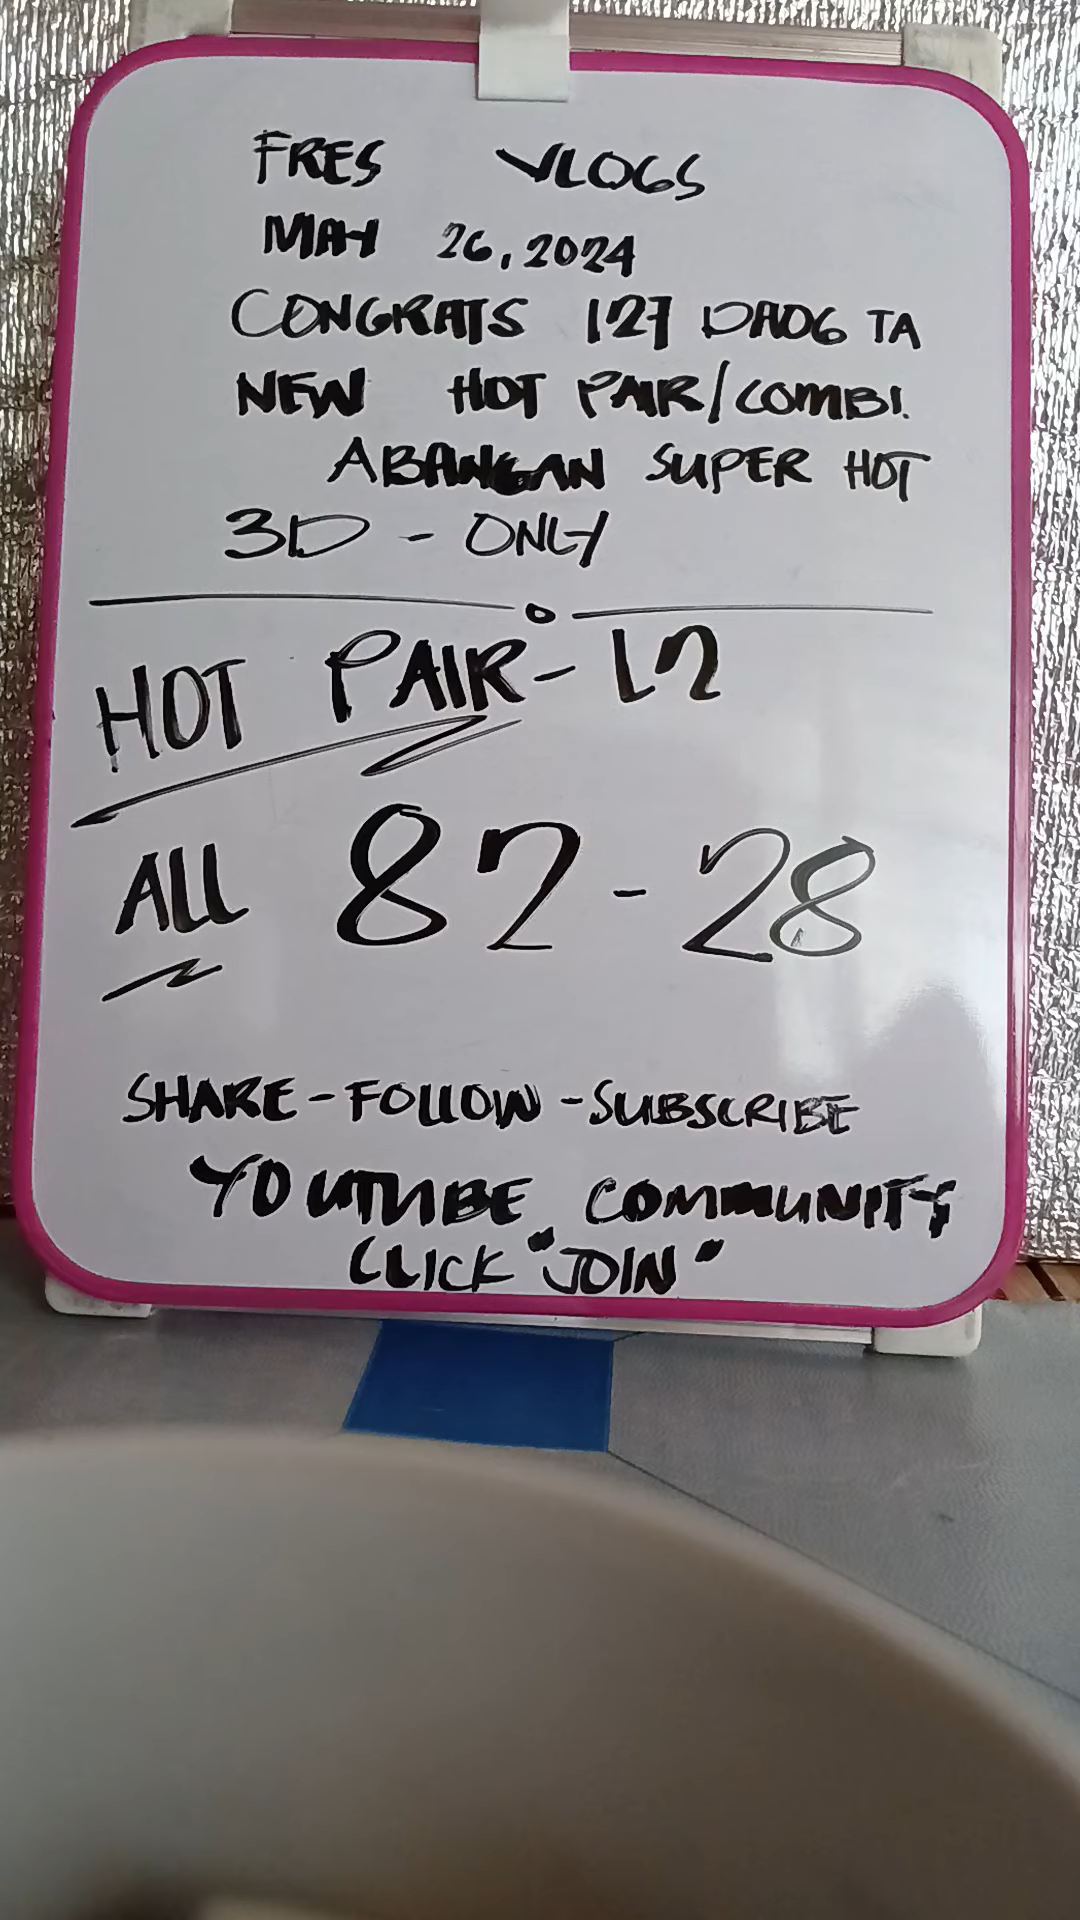 FRES VLOGS
MAY 26, 2024
CONGRATS 127 DAOG TA
NEW HOT PAIR/COMBI.
ABANGAN SUPER HOT
3D - ONLY
HOT PAIR - 12
ALL 82 - 28
SHARE - FOLLOW - SUBSCRIBE
YOUTUBE COMMUNITY
CLICK "JOIN"